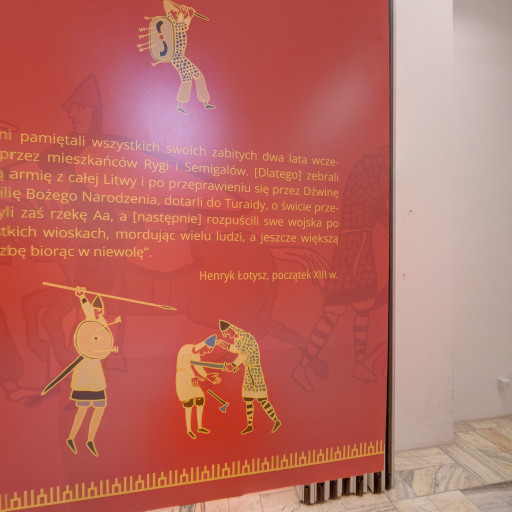 ni pamiętali wszystkich swoich zabitych dwa lata wcze-
przez mieszkańców Rygi i Semigalów. [Dlatego] zebrali
ą armię z całej Litwy i po przeprawieniu się przez Dźwinę
ilię Bożego Narodzenia, dotarli do Turaidy, o świcie prze-
yli zaś rzekę Aa, a [następnie] rozpuścili swe wojska po
stkich wioskach, mordując wielu ludzi, a jeszcze większą
zbę biorąc w niewolę”.
Henryk Łotysz, początek XIII w.